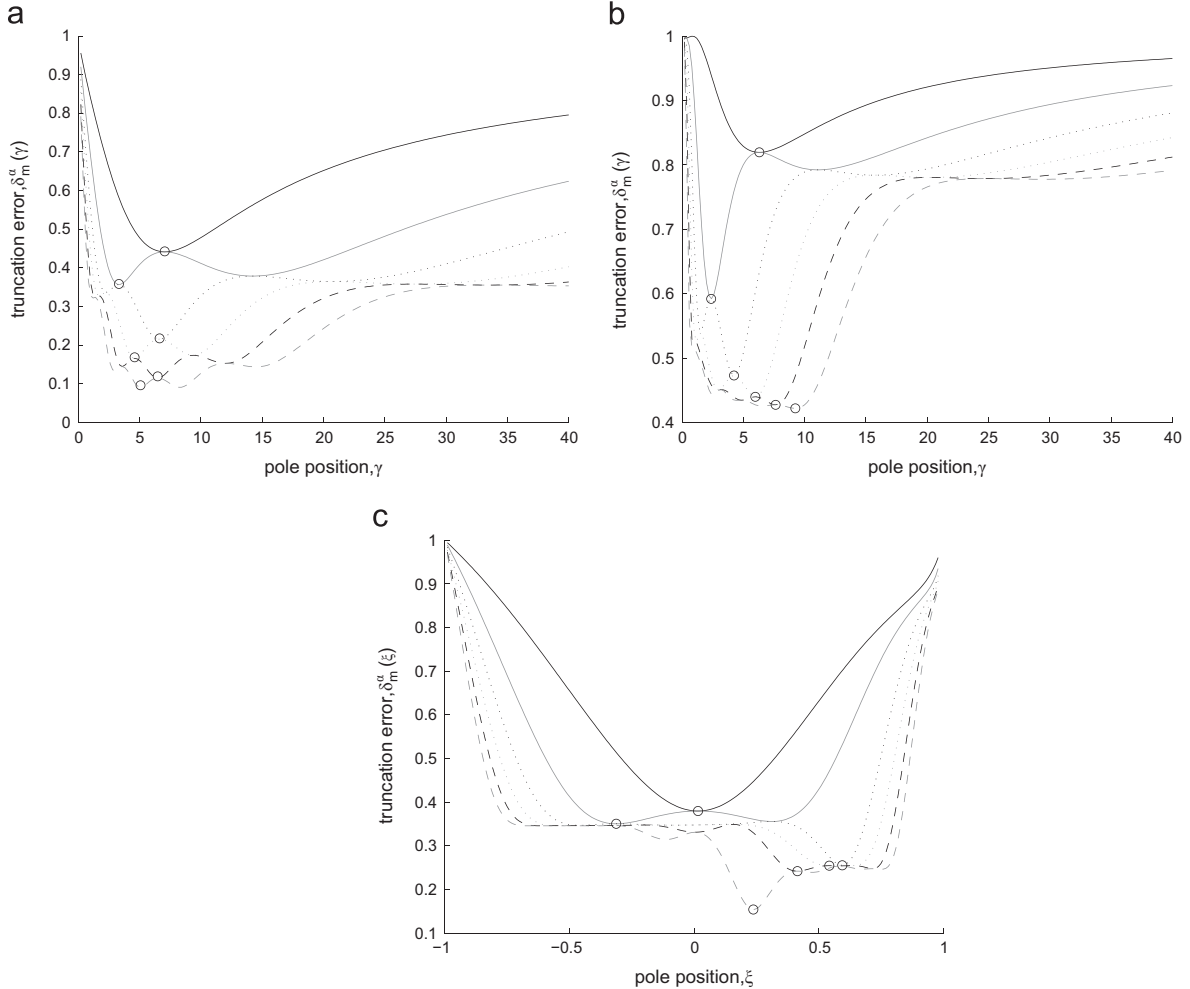 a
1
0.9
0.8
0.7
0.6
0.5
0.4
0.3
0.2
0.1
0
truncation error,δ_m^α (γ)
0 5 10 15 20 25 30 35 40
pole position,γ
b
1
0.9
0.8
0.7
0.6
0.5
0.4
truncation error,δ_m^α (γ)
0 5 10 15 20 25 30 35 40
pole position,γ
c
1
0.9
0.8
0.7
0.6
0.5
0.4
0.3
0.2
0.1
truncation error,δ_m^α (ξ)
−1 −0.5 0 0.5 1
pole position,ξ